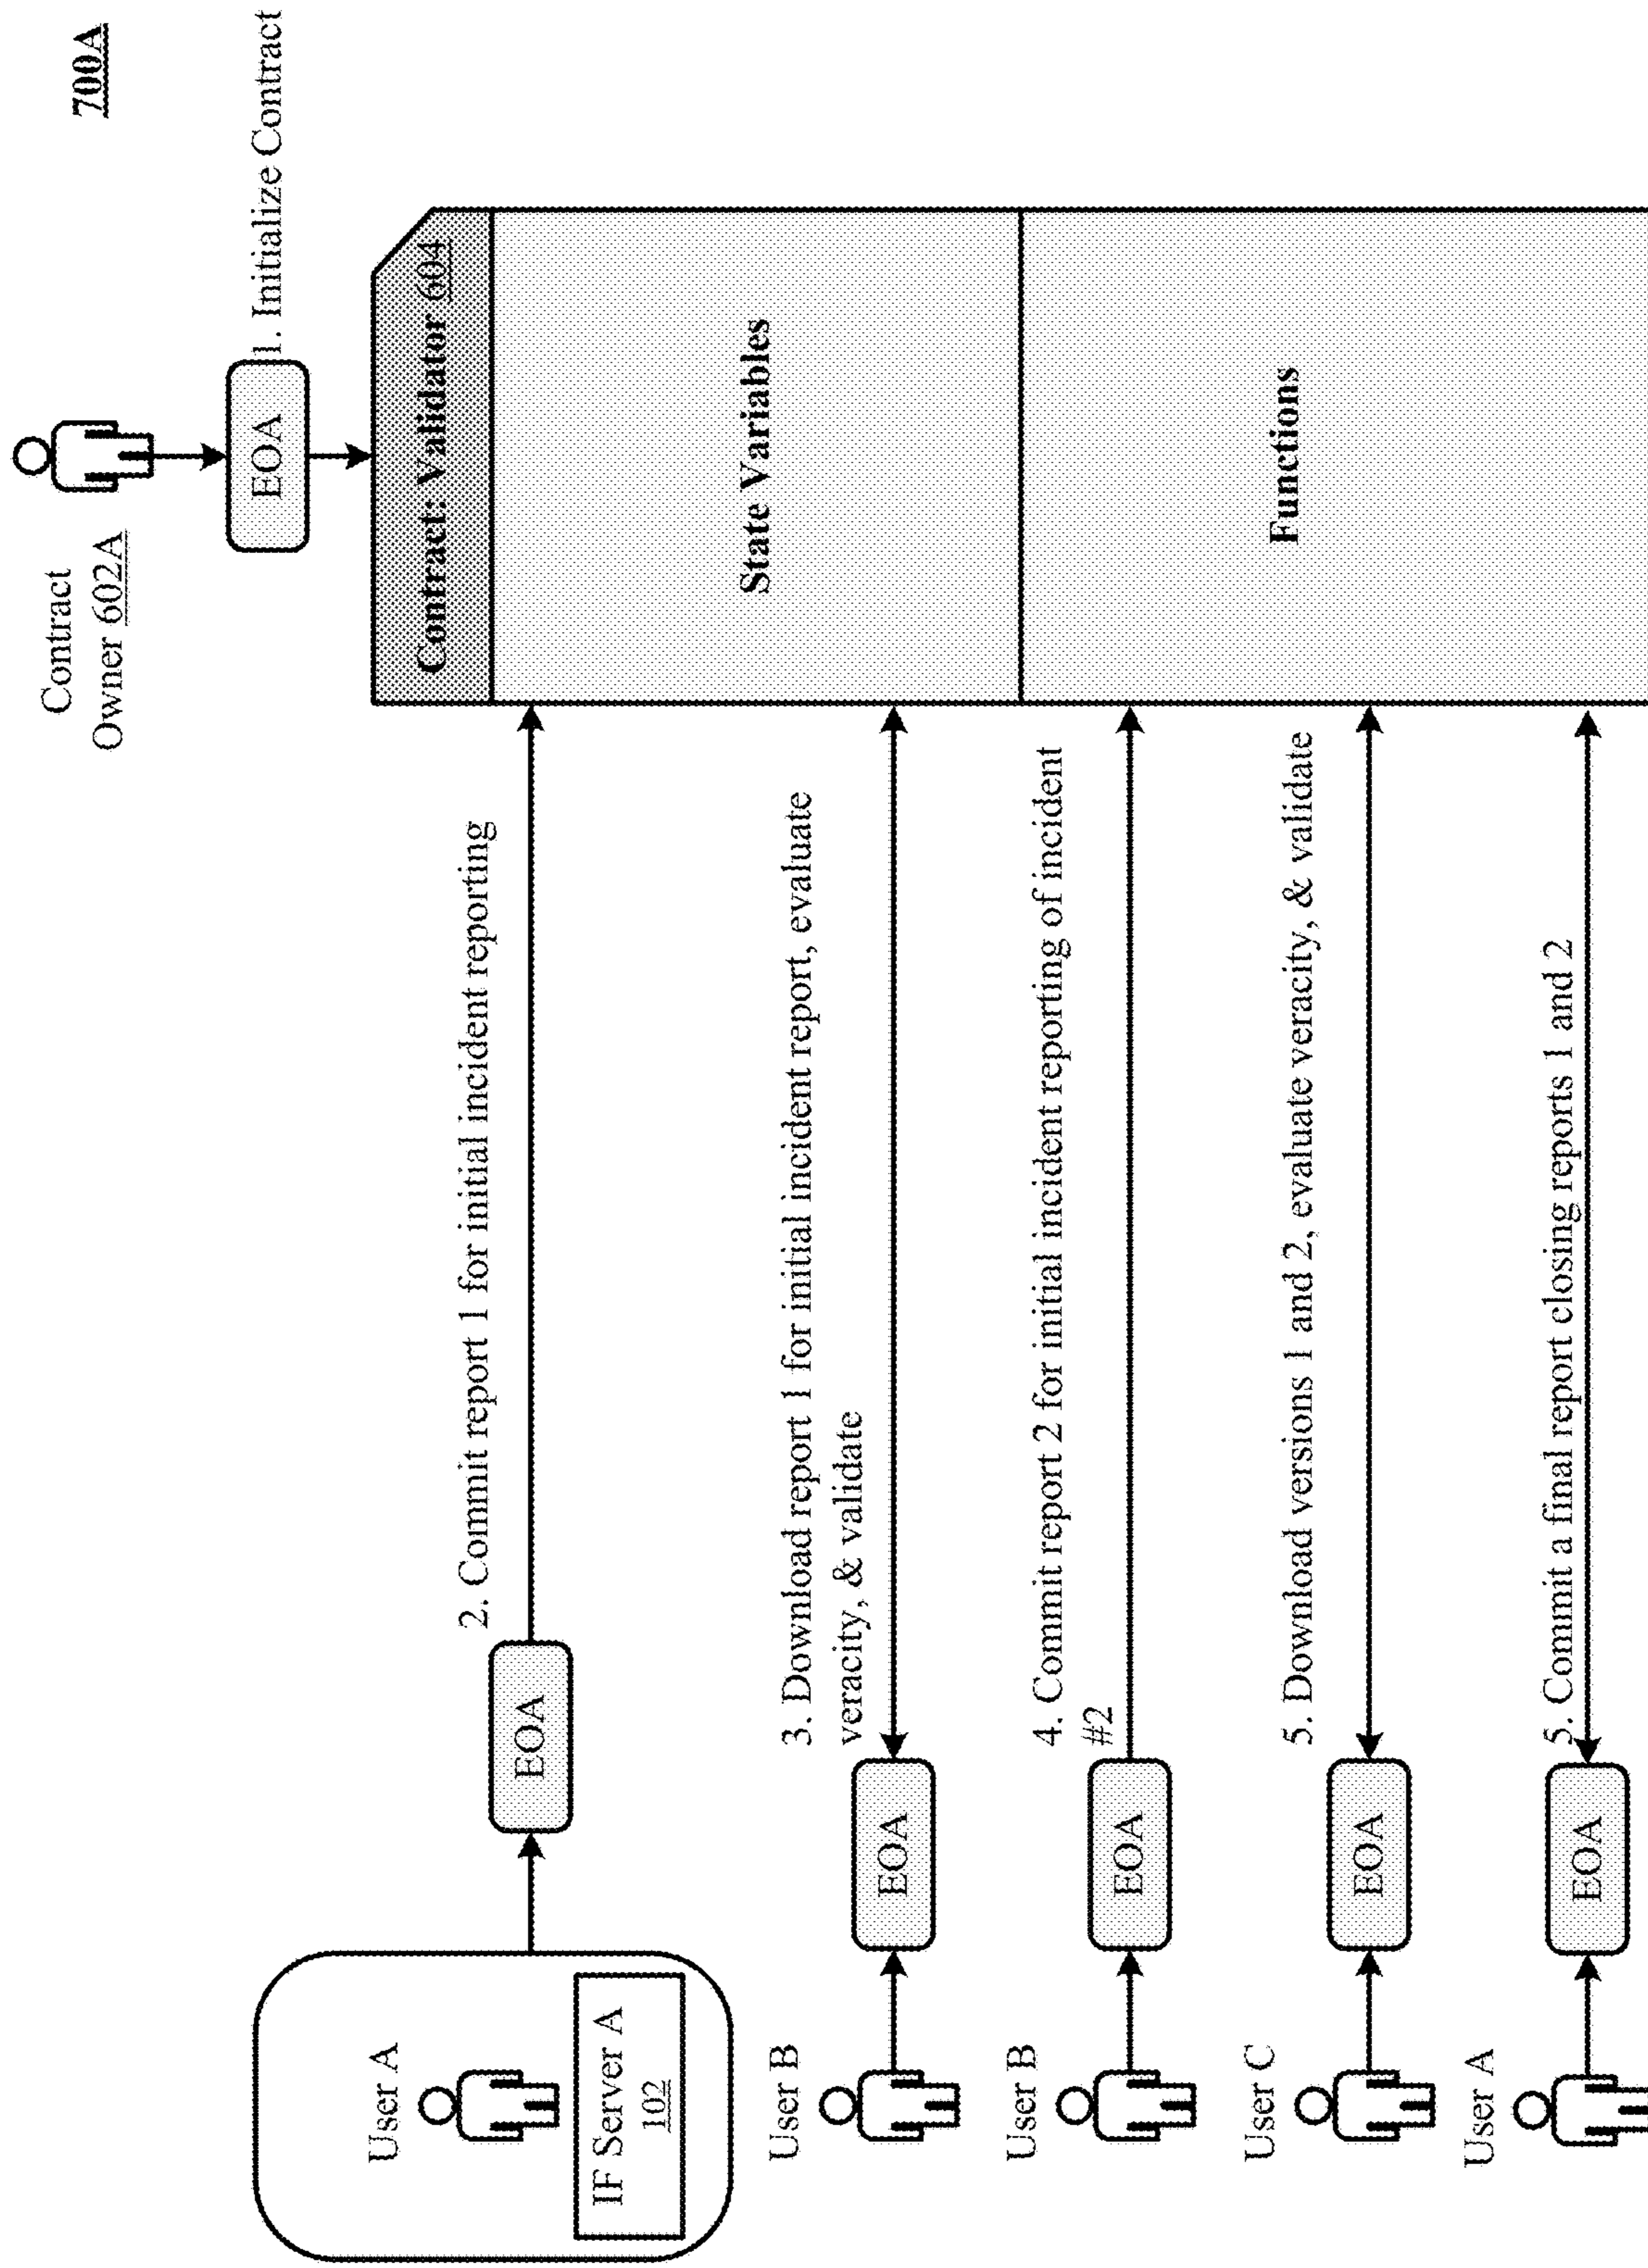 700A
Contract
Owner 602A
EOA
1. Initialize Contract
Contract: Validator 604
State Variables
Functions
User A
IF Server A
102
EOA
2. Commit report 1 for initial incident reporting
User B
EOA
3. Download report 1 for initial incident report, evaluate
veracity, & validate
User B
EOA
4. Commit report 2 for initial incident reporting of incident
#2
User C
EOA
5. Download versions 1 and 2, evaluate veracity, & validate
User A
EOA
5. Commit a final report closing reports 1 and 2